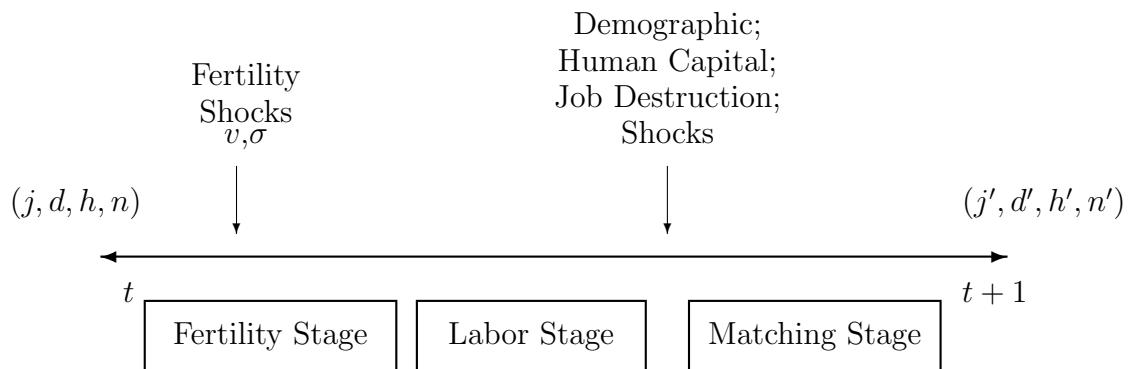 Demographic;
Human Capital;
Job Destruction;
Shocks
Fertility
Shocks
v,σ
(j, d, h, n)
(j′, d′, h′, n′)
t
t + 1
Fertility Stage
Labor Stage
Matching Stage